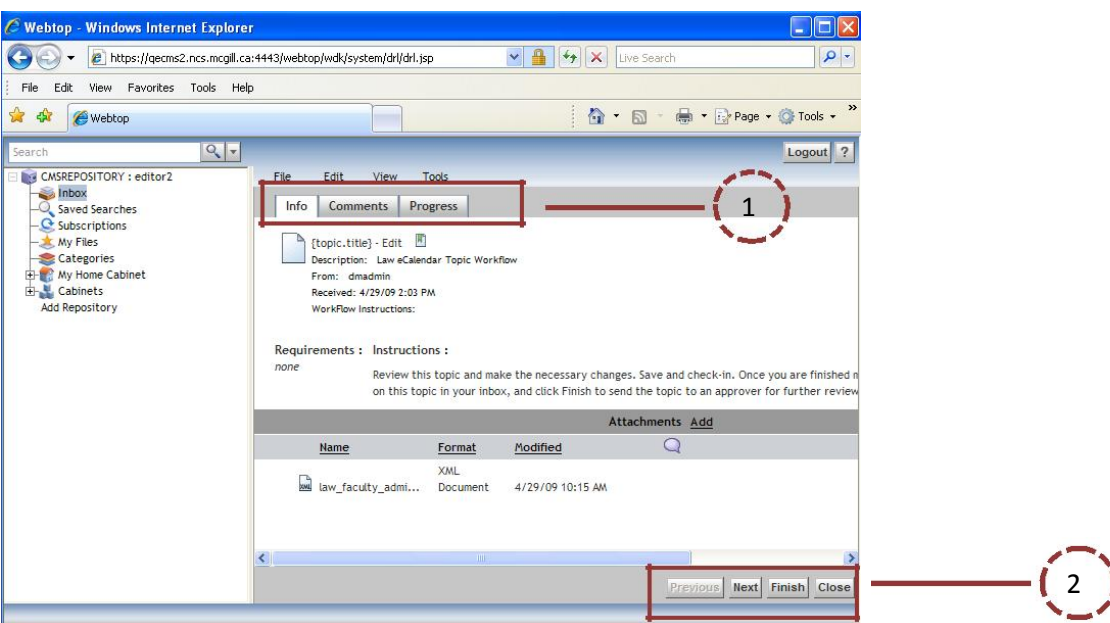 Webtop - Windows Internet Explorer
https://qecms2.ncs.mcgill.ca:4443/webtop/wdk/system/drl/drl.jsp
Live Search
File Edit View Favorites Tools Help
Webtop
Page Tools »
Search
Logout ?
CMSREPOSITORY : editor2
Inbox
Saved Searches
Subscriptions
My Files
Categories
My Home Cabinet
Cabinets
Add Repository
File Edit View Tools
Info Comments Progress
1
{topic.title} - Edit
Description: Law eCalendar Topic Workflow
From: dmadmin
Received: 4/29/09 2:03 PM
WorkFlow Instructions:
Requirements : Instructions :
none
Review this topic and make the necessary changes. Save and check-in. Once you are finished
on this topic in your inbox, and click Finish to send the topic to an approver for further review
Attachments Add
Name Format Modified
law_faculty_admi... XML Document 4/29/09 10:15 AM
Previous Next Finish Close
2